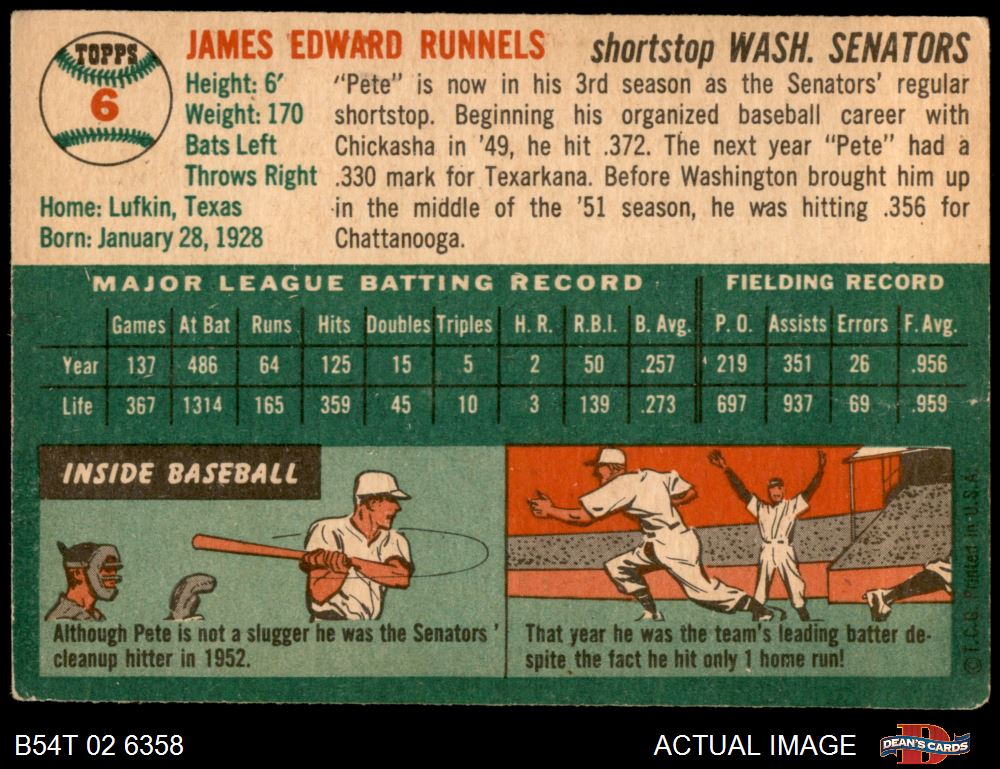 TOPPS
6
JAMES EDWARD RUNNELS
shortstop WASH. SENATORS
Height: 6′
Weight: 170
Bats Left
Throws Right
Home: Lufkin, Texas
Born: January 28, 1928
"Pete" is now in his 3rd season as the Senators' regular
shortstop. Beginning his organized baseball career with
Chickasha in '49, he hit .372. The next year "Pete" had a
.330 mark for Texarkana. Before Washington brought him up
in the middle of the '51 season, he was hitting .356 for
Chattanooga.
MAJOR LEAGUE BATTING RECORD FIELDING RECORD
Games At Bat Runs Hits Doubles Triples H. R. R.B.I. B. Avg. P. O. Assists Errors F. Avg.
Year 137 486 64 125 15 5 2 50 .257 219 351 26 .956
Life 367 1314 165 359 45 10 3 139 .273 697 937 69 .959
INSIDE BASEBALL
Although Pete is not a slugger he was the Senators'
cleanup hitter in 1952.
That year he was the team's leading batter de-
spite the fact he hit only 1 home run!
© T.C.G. Printed in U.S.A.
B54T 02 6358
ACTUAL IMAGE
DEAN'S CARDS